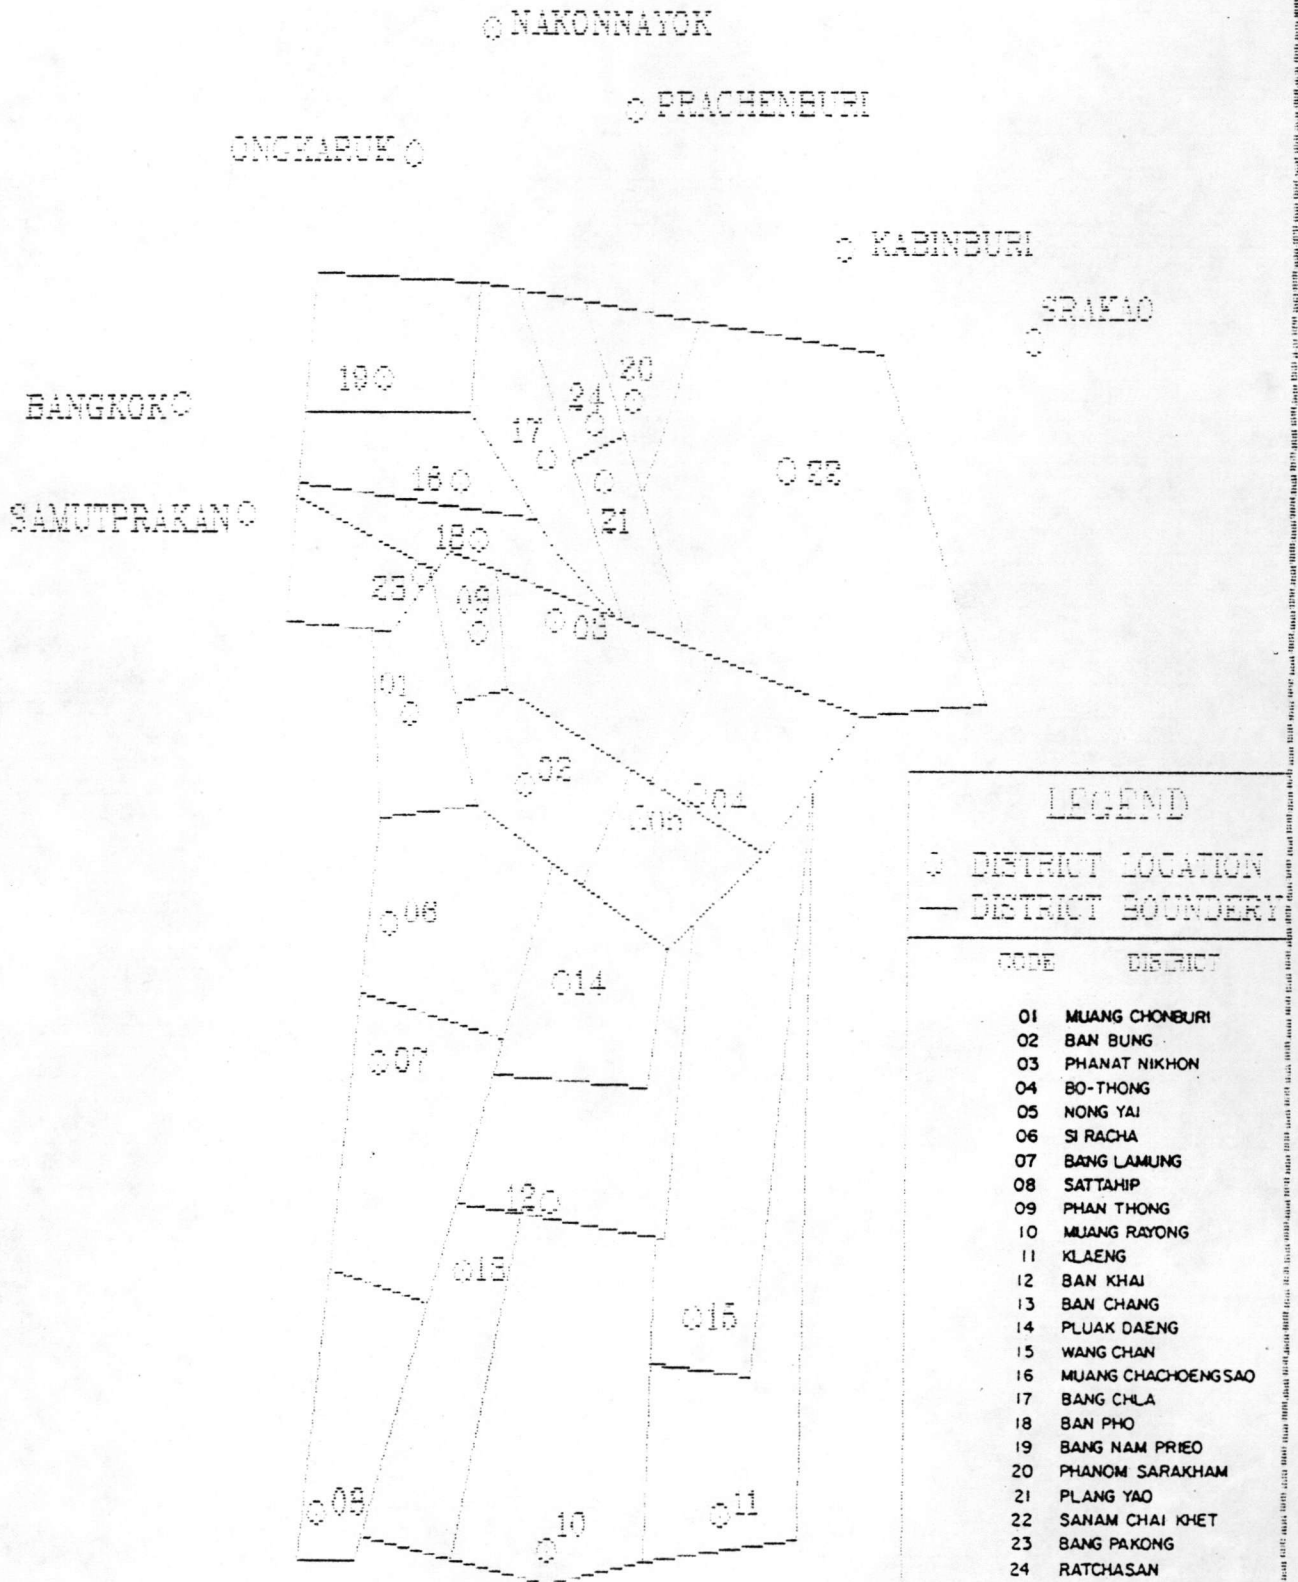 NAKONNAYOK
PRACHENBURI
ONGKARUK
KABINBURI
SRAKAO
BANGKOK
SAMUTPRAKAN
19
20
24
17
22
16
21
18
23
09
03
01
02
04
05
06
14
07
12
13
15
08
10
11
LEGEND
DISTRICT LOCATION
DISTRICT BOUNDERY
CODE DISTRICT
01 MUANG CHONBURI
02 BAN BUNG
03 PHANAT NIKHON
04 BO-THONG
05 NONG YAI
06 SI RACHA
07 BANG LAMUNG
08 SATTAHIP
09 PHAN THONG
10 MUANG RAYONG
11 KLAENG
12 BAN KHAI
13 BAN CHANG
14 PLUAK DAENG
15 WANG CHAN
16 MUANG CHACHOENGSAO
17 BANG CHLA
18 BAN PHO
19 BANG NAM PRIEO
20 PHANOM SARAKHAM
21 PLANG YAO
22 SANAM CHAI KHET
23 BANG PAKONG
24 RATCHASAN